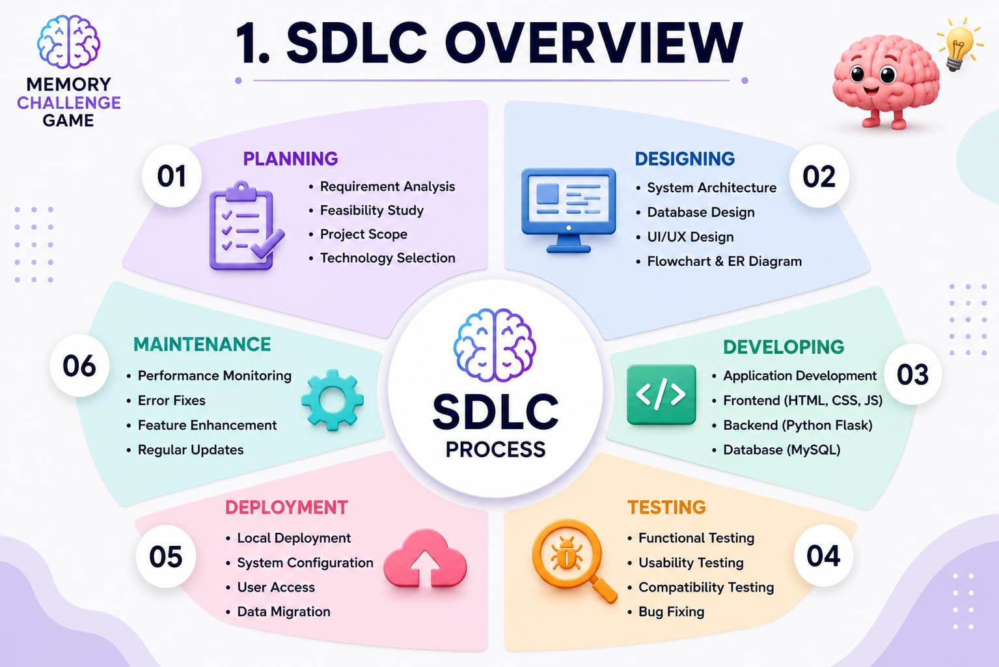 MEMORY
CHALLENGE
GAME
1. SDLC OVERVIEW
01
PLANNING
• Requirement Analysis
• Feasibility Study
• Project Scope
• Technology Selection
02
DESIGNING
• System Architecture
• Database Design
• UI/UX Design
• Flowchart & ER Diagram
03
DEVELOPING
</>
• Application Development
• Frontend (HTML, CSS, JS)
• Backend (Python Flask)
• Database (MySQL)
04
TESTING
• Functional Testing
• Usability Testing
• Compatibility Testing
• Bug Fixing
05
DEPLOYMENT
• Local Deployment
• System Configuration
• User Access
• Data Migration
06
MAINTENANCE
• Performance Monitoring
• Error Fixes
• Feature Enhancement
• Regular Updates
SDLC
PROCESS